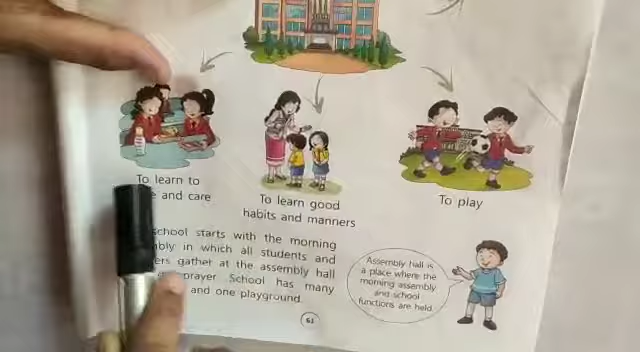 To learn to
and care
To learn good
habits and manners
To play
school starts with the morning
in which all students and
gather at the assembly hall
prayer. School has many
and one playground.
Assembly hall is
a place where the
morning assembly
and school
functions are held.
63